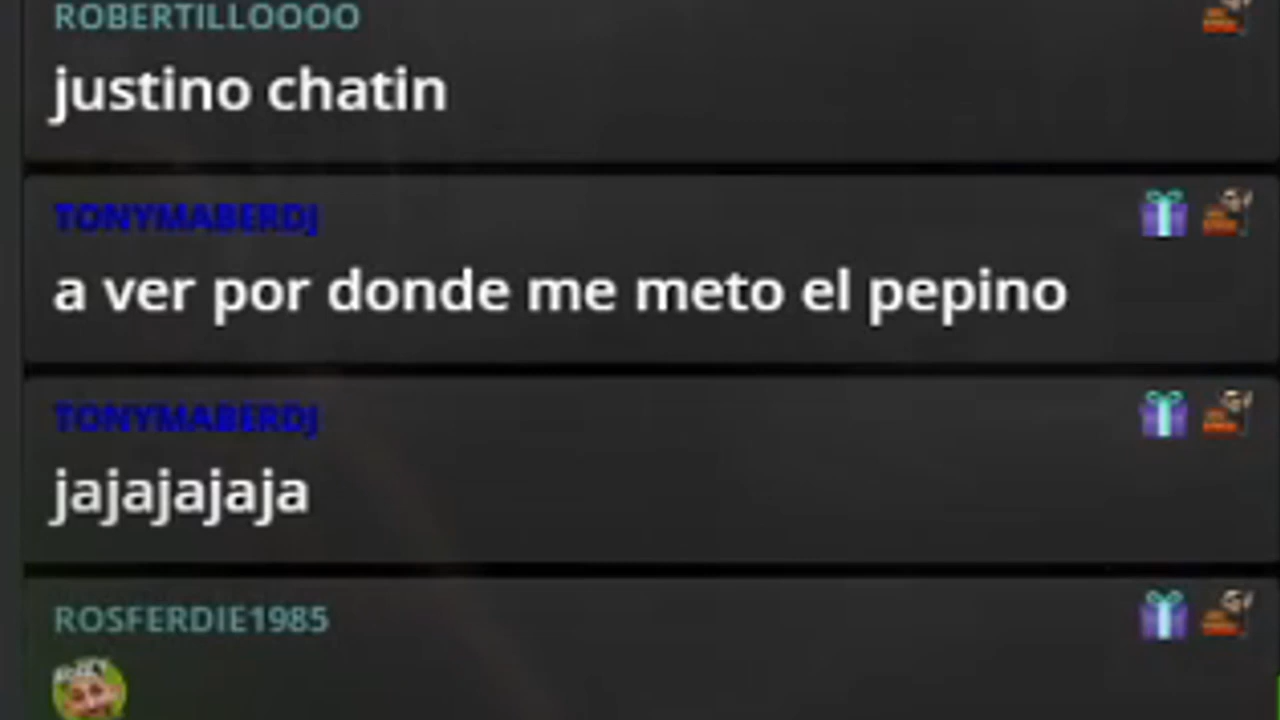 ROBERTILLOOOO
justino chatin
TONYMABERDJ
a ver por donde me meto el pepino
TONYMABERDJ
jajajajaja
ROSFERDIE1985